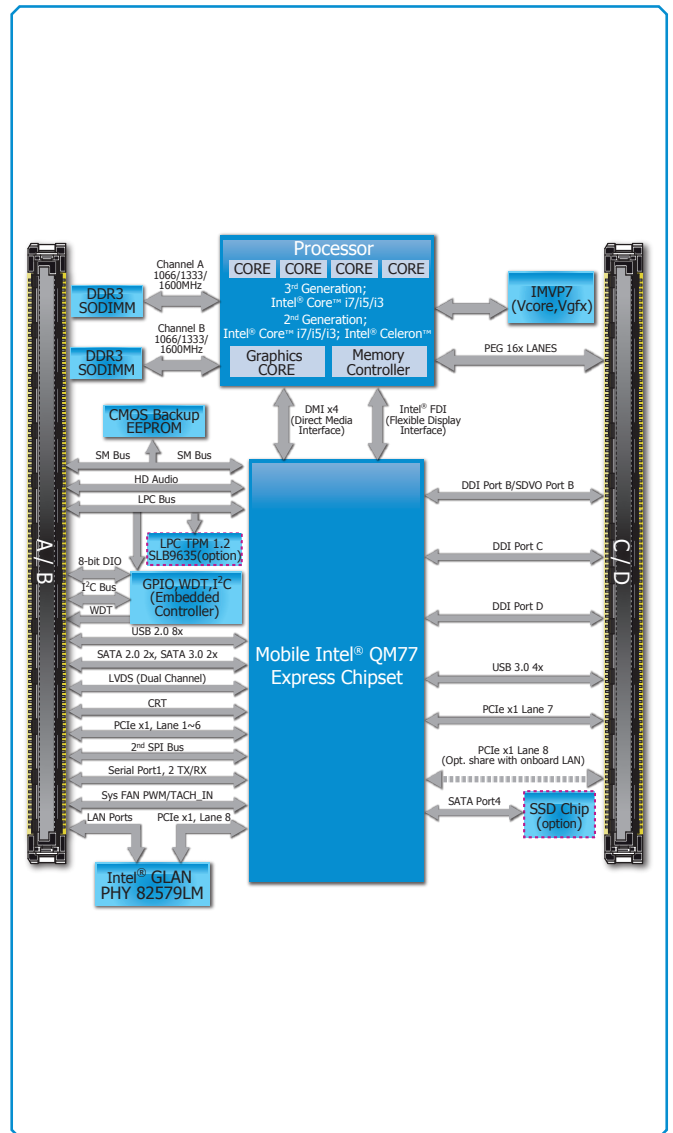 Processor
CORE CORE CORE CORE
3rd Generation;
Intel® Core™ i7/i5/i3
2nd Generation;
Intel® Core™ i7/i5/i3; Intel® Celeron™
Graphics
CORE
Memory
Controller
Channel A
1066/1333/
1600MHz
DDR3
SODIMM
Channel B
1066/1333/
1600MHz
DDR3
SODIMM
IMVP7
(Vcore,Vgfx)
PEG 16x LANES
DMI x4
(Direct Media
Interface)
Intel® FDI
(Flexible Display
Interface)
CMOS Backup
EEPROM
SM Bus
SM Bus
HD Audio
LPC Bus
LPC TPM 1.2
SLB9635(option)
8-bit DIO
I²C Bus
WDT
GPIO,WDT,I²C
(Embedded
Controller)
USB 2.0 8x
SATA 2.0 2x, SATA 3.0 2x
LVDS (Dual Channel)
CRT
PCIe x1, Lane 1~6
2nd SPI Bus
Serial Port1, 2 TX/RX
Sys FAN PWM/TACH_IN
LAN Ports
PCIe x1, Lane 8
Intel® GLAN
PHY 82579LM
A / B
Mobile Intel® QM77
Express Chipset
DDI Port B/SDVO Port B
DDI Port C
DDI Port D
USB 3.0 4x
PCIe x1 Lane 7
PCIe x1 Lane 8
(Opt. share with onboard LAN)
SATA Port4
SSD Chip
(option)
C / D